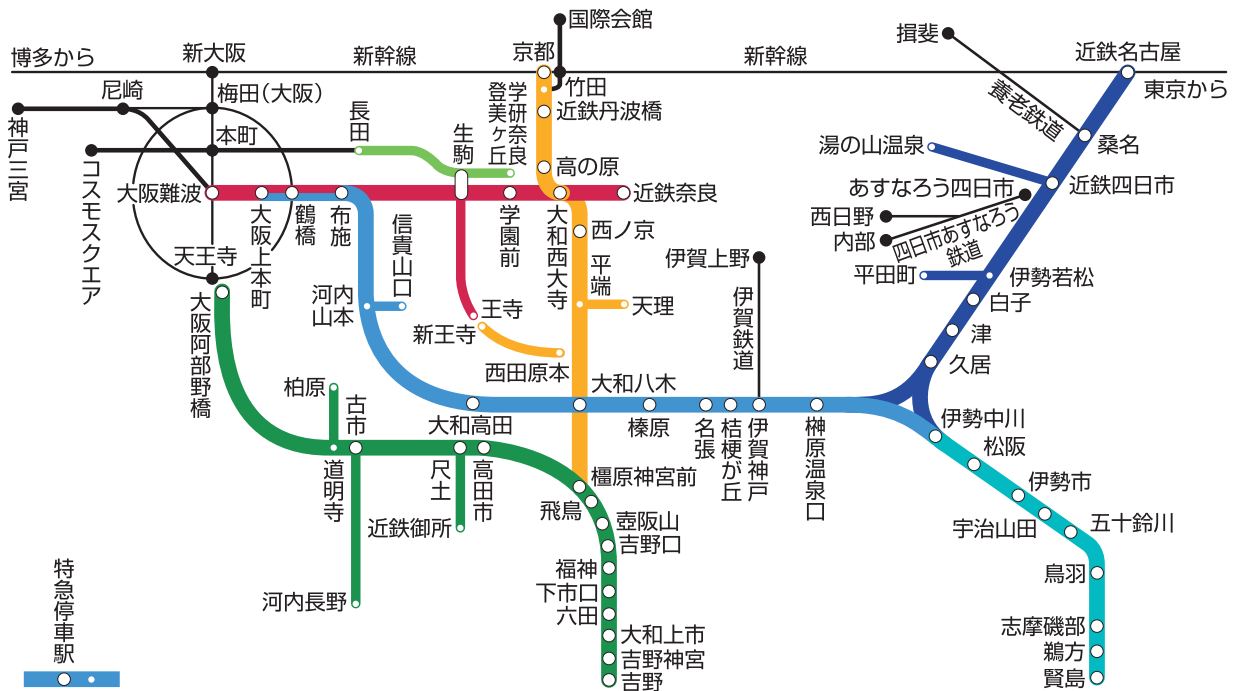 国際会館
博多から
新大阪
新幹線
京都
新幹線
揖斐
近鉄名古屋
東京から
尼崎
梅田(大阪)
竹田
学研奈良
登美ヶ丘
近鉄丹波橋
養老鉄道
神戸三宮
長田
生駒
本町
桑名
湯の山温泉
コスモスクエア
高の原
あすなろう四日市
近鉄四日市
大阪難波
近鉄奈良
大阪上本町
鶴橋
布施
信貴山口
学園前
大和西大寺
西ノ京
西日野
内部
四日市あすなろう
鉄道
天王寺
平端
伊賀上野
平田町
伊勢若松
河内
山本
天理
伊賀鉄道
白子
大阪阿部野橋
王寺
新王寺
津
西田原本
久居
柏原
古市
大和八木
大和高田
榛原
名張
桔梗が丘
伊賀神戸
榊原温泉口
伊勢中川
松阪
道明寺
尺土
高田市
橿原神宮前
伊勢市
飛鳥
近鉄御所
壺阪山
宇治山田
五十鈴川
吉野口
特急停車駅
福神
鳥羽
下市口
河内長野
六田
志摩磯部
大和上市
鵜方
吉野神宮
賢島
吉野